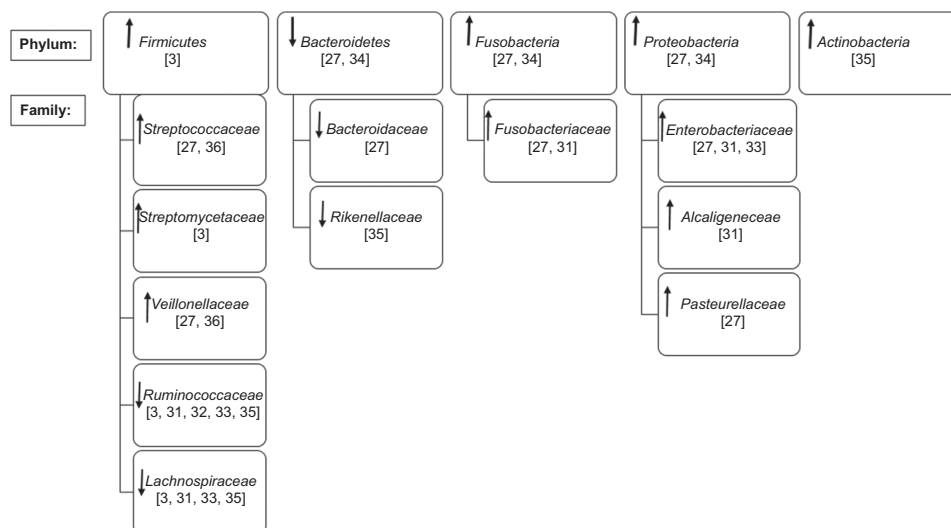 Phylum:
Firmicutes
[3]
Bacteroidetes
[27, 34]
Fusobacteria
[27, 34]
Proteobacteria
[27, 34]
Actinobacteria
[35]
Family:
Streptococcaceae
[27, 36]
Streptomycetaceae
[3]
Veillonellaceae
[27, 36]
Ruminococcaceae
[3, 31, 32, 33, 35]
Lachnospiraceae
[3, 31, 33, 35]
Bacteroidaceae
[27]
Rikenellaceae
[35]
Fusobacteriaceae
[27, 31]
Enterobacteriaceae
[27, 31, 33]
Alcaligeneceae
[31]
Pasteurellaceae
[27]